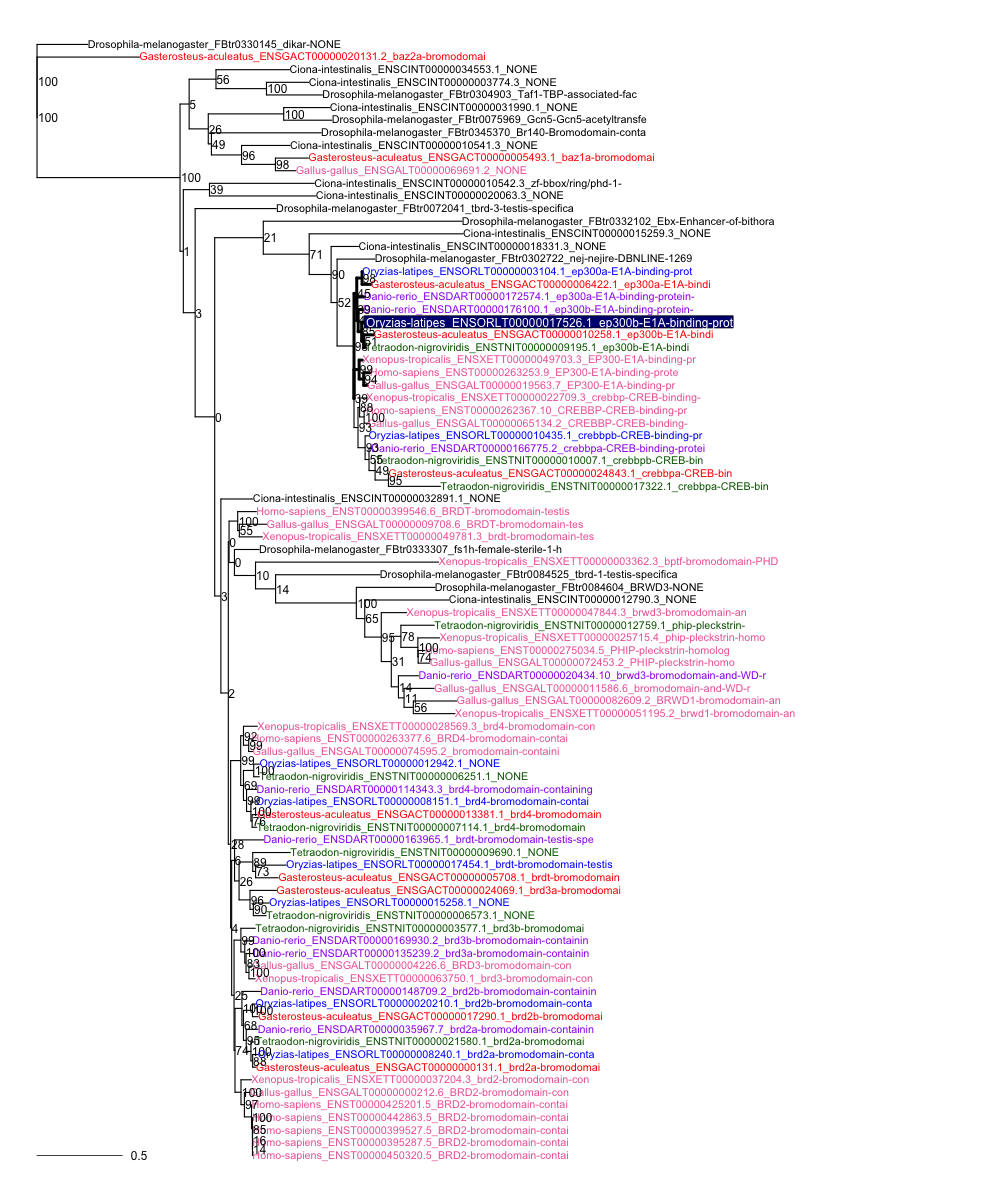 Drosophila-melanogaster_FBtr0330145_dikar-NONE
Gasterosteus-aculeatus_ENSGACT00000020131.2_baz2a-bromodomai
100
Ciona-intestinalis_ENSCINT00000034553.1_NONE
56
Ciona-intestinalis_ENSCINT00000003774.3_NONE
100
Drosophila-melanogaster_FBtr0304903_Taf1-TBP-associated-fac
5
Ciona-intestinalis_ENSCINT00000031990.1_NONE
100
100
Drosophila-melanogaster_FBtr0075969_Gcn5-Gcn5-acetyltransfe
26
Drosophila-melanogaster_FBtr0345370_Br140-Bromodomain-conta
49
Ciona-intestinalis_ENSCINT00000010541.3_NONE
96
Gasterosteus-aculeatus_ENSGACT00000005493.1_baz1a-bromodomai
98
Gallus-gallus_ENSGALT00000069691.2_NONE
100
Ciona-intestinalis_ENSCINT00000010542.3_zf-bbox/ring/phd-1-
39
Ciona-intestinalis_ENSCINT00000020063.3_NONE
Drosophila-melanogaster_FBtr0072041_tbrd-3-testis-specifica
Drosophila-melanogaster_FBtr0332102_Ebx-Enhancer-of-bithora
21
Ciona-intestinalis_ENSCINT00000015259.3_NONE
1
71
Ciona-intestinalis_ENSCINT00000018331.3_NONE
Drosophila-melanogaster_FBtr0302722_nej-nejire-DBNLINE-1269
90
Oryzias-latipes_ENSORLT00000003104.1_ep300a-E1A-binding-prot
98
Gasterosteus-aculeatus_ENSGACT00000006422.1_ep300a-E1A-bindi
Danio-rerio_ENSDART00000172574.1_ep300a-E1A-binding-protein-
52
Danio-rerio_ENSDART00000176100.1_ep300b-E1A-binding-protein-
3
Oryzias-latipes_ENSORLT00000017526.1_ep300b-E1A-binding-prot
Gasterosteus-aculeatus_ENSGACT00000010258.1_ep300b-E1A-bindi
Tetraodon-nigroviridis_ENSTNIT00000009195.1_ep300b-E1A-bindi
Xenopus-tropicalis_ENSXETT00000049703.3_EP300-E1A-binding-pr
Homo-sapiens_ENST00000263253.9_EP300-E1A-binding-prote
94
Gallus-gallus_ENSGALT00000019563.7_EP300-E1A-binding-pr
Xenopus-tropicalis_ENSXETT00000022709.3_CREBBP-CREB-binding-
Homo-sapiens_ENST00000262367.10_CREBBP-CREB-binding-pr
0
100
Gallus-gallus_ENSGALT00000065134.2_CREBBP-CREB-binding-
93
Oryzias-latipes_ENSORLT00000010435.1_crebbpb-CREB-binding-pr
Danio-rerio_ENSDART00000166775.2_crebbpa-CREB-binding-protei
55
Tetraodon-nigroviridis_ENSTNIT00000010007.1_crebbpb-CREB-bin
49
Gasterosteus-aculeatus_ENSGACT00000024843.1_crebbpa-CREB-bin
95
Tetraodon-nigroviridis_ENSTNIT00000017322.1_crebbpa-CREB-bin
Ciona-intestinalis_ENSCINT00000032891.1_NONE
Homo-sapiens_ENST00000399546.6_BRDT-bromodomain-testis
100
Gallus-gallus_ENSGALT00000009708.6_BRDT-bromodomain-tes
55
Xenopus-tropicalis_ENSXETT00000049781.3_brdt-bromodomain-tes
0
Drosophila-melanogaster_FBtr0333307_fs1h-female-sterile-1-h
0
Xenopus-tropicalis_ENSXETT00000003362.3_bptf-bromodomain-PHD
10
Drosophila-melanogaster_FBtr0084525_tbrd-1-testis-specifica
14
Drosophila-melanogaster_FBtr0084604_BRWD3-NONE
3
100
Ciona-intestinalis_ENSCINT00000012790.3_NONE
65
Xenopus-tropicalis_ENSXETT00000047844.3_brwd3-bromodomain-an
Tetraodon-nigroviridis_ENSTNIT00000012759.1_phip-pleckstrin-
95
78
Xenopus-tropicalis_ENSXETT00000025715.4_phip-pleckstrin-homo
100
Homo-sapiens_ENST00000275034.5_PHIP-pleckstrin-homolog
74
Gallus-gallus_ENSGALT00000072453.2_PHIP-pleckstrin-homo
31
Danio-rerio_ENSDART00000020434.10_brwd3-bromodomain-and-WD-r
14
Gallus-gallus_ENSGALT00000011586.6_bromodomain-and-WD-r
2
11
Gallus-gallus_ENSGALT00000082609.2_BRWD1-bromodomain-an
56
Xenopus-tropicalis_ENSXETT00000051195.2_brwd1-bromodomain-an
Xenopus-tropicalis_ENSXETT00000028569.3_brd4-bromodomain-con
92
Homo-sapiens_ENST00000263377.6_BRD4-bromodomain-contai
99
Gallus-gallus_ENSGALT00000074595.2_bromodomain-containi
99
Oryzias-latipes_ENSORLT00000012942.1_NONE
100
Tetraodon-nigroviridis_ENSTNIT00000006251.1_NONE
69
Danio-rerio_ENSDART00000114343.3_brd4-bromodomain-containing
Oryzias-latipes_ENSORLT00000008151.1_brd4-bromodomain-contai
100
Gasterosteus-aculeatus_ENSGACT00000013381.1_brd4-bromodomain
76
Tetraodon-nigroviridis_ENSTNIT00000007114.1_brd4-bromodomain
28
Danio-rerio_ENSDART00000163965.1_brdt-bromodomain-testis-spe
Tetraodon-nigroviridis_ENSTNIT00000009690.1_NONE
6
89
Oryzias-latipes_ENSORLT00000017454.1_brdt-bromodomain-testis
73
Gasterosteus-aculeatus_ENSGACT00000005708.1_brdt-bromodomain
26
Gasterosteus-aculeatus_ENSGACT00000024069.1_brd3a-bromodomai
96
Oryzias-latipes_ENSORLT00000015258.1_NONE
90
Tetraodon-nigroviridis_ENSTNIT00000006573.1_NONE
4
Tetraodon-nigroviridis_ENSTNIT00000003577.1_brd3b-bromodomai
99
Danio-rerio_ENSDART00000169930.2_brd3b-bromodomain-containin
100
Danio-rerio_ENSDART00000135239.2_brd3a-bromodomain-containin
83
Gallus-gallus_ENSGALT00000004226.6_BRD3-bromodomain-con
100
Xenopus-tropicalis_ENSXETT00000063750.1_brd3-bromodomain-con
25
Danio-rerio_ENSDART00000148709.2_brd2b-bromodomain-containin
Oryzias-latipes_ENSORLT00000020210.1_brd2b-bromodomain-conta
100
Gasterosteus-aculeatus_ENSGACT00000017290.1_brd2b-bromodomai
68
Danio-rerio_ENSDART00000035967.7_brd2a-bromodomain-containin
95
Tetraodon-nigroviridis_ENSTNIT00000021580.1_brd2a-bromodomai
74
100
Oryzias-latipes_ENSORLT00000008240.1_brd2a-bromodomain-conta
88
Gasterosteus-aculeatus_ENSGACT00000000131.1_brd2a-bromodomai
Xenopus-tropicalis_ENSXETT00000037204.3_brd2-bromodomain-con
100
Gallus-gallus_ENSGALT00000000212.6_BRD2-bromodomain-con
97
Homo-sapiens_ENST00000425201.5_BRD2-bromodomain-contai
100
Homo-sapiens_ENST00000442863.5_BRD2-bromodomain-contai
85
Homo-sapiens_ENST00000399527.5_BRD2-bromodomain-contai
16
Homo-sapiens_ENST00000395287.5_BRD2-bromodomain-contai
14
Homo-sapiens_ENST00000450320.5_BRD2-bromodomain-contai
0.5